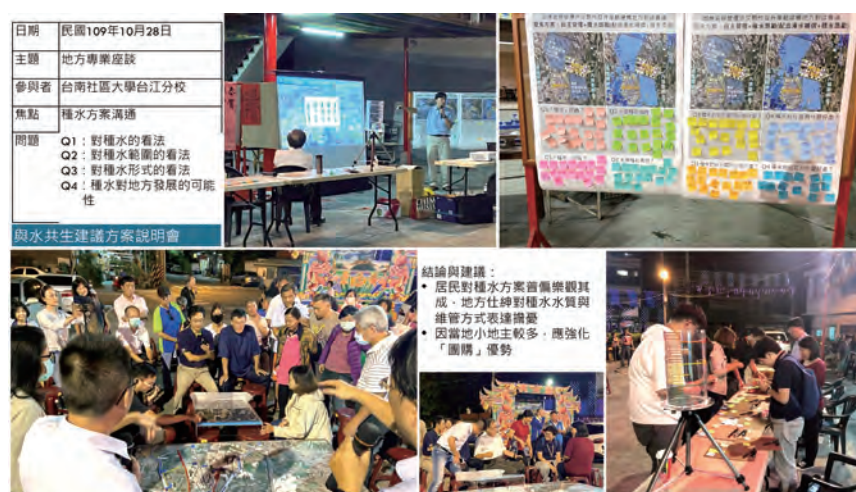 日期 民國109年10月28日
主題 地方專業座談
參與者 台南社區大學台江分校
焦點 種水方案溝通
問題 Q1：對種水的看法
Q2：對種水範圍的看法
Q3：對種水形式的看法
Q4：種水對地方發展的可能
性
與水共生建議方案說明會
結論與建議：
• 居民對種水方案普偏樂觀其
成，地方仕紳對種水水質與
維管方式表達擔憂
• 因當地小地主較多，應強化
「團購」優勢